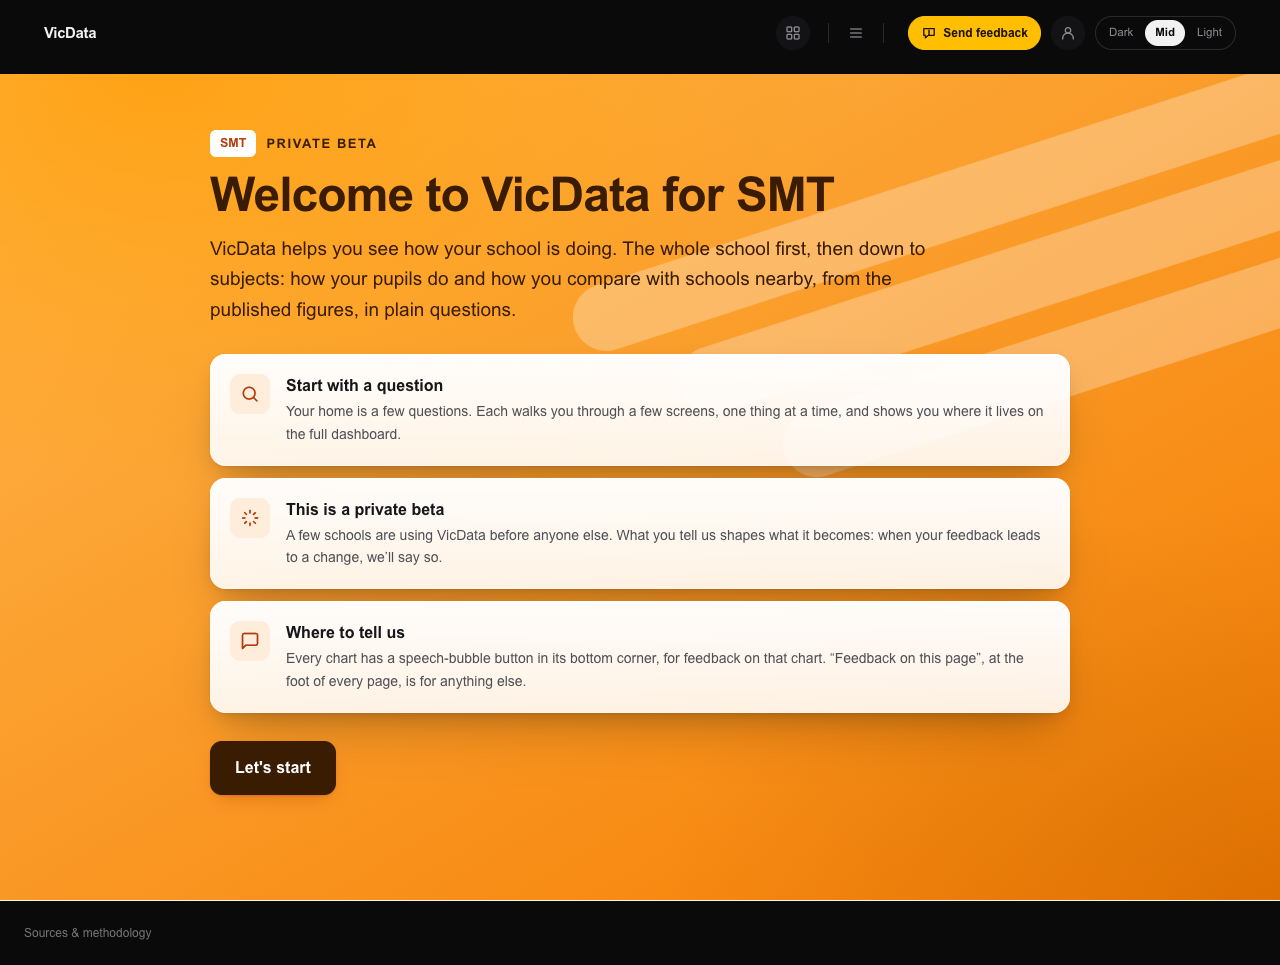 VicData
Send feedback
Dark
Mid
Light
SMT
PRIVATE BETA
Welcome to VicData for SMT
VicData helps you see how your school is doing. The whole school first, then down to
subjects: how your pupils do and how you compare with schools nearby, from the
published figures, in plain questions.
Start with a question
Your home is a few questions. Each walks you through a few screens, one thing at a time, and shows you where it lives on
the full dashboard.
This is a private beta
A few schools are using VicData before anyone else. What you tell us shapes what it becomes: when your feedback leads
to a change, we’ll say so.
Where to tell us
Every chart has a speech-bubble button in its bottom corner, for feedback on that chart. “Feedback on this page”, at the
foot of every page, is for anything else.
Let's start
Sources & methodology